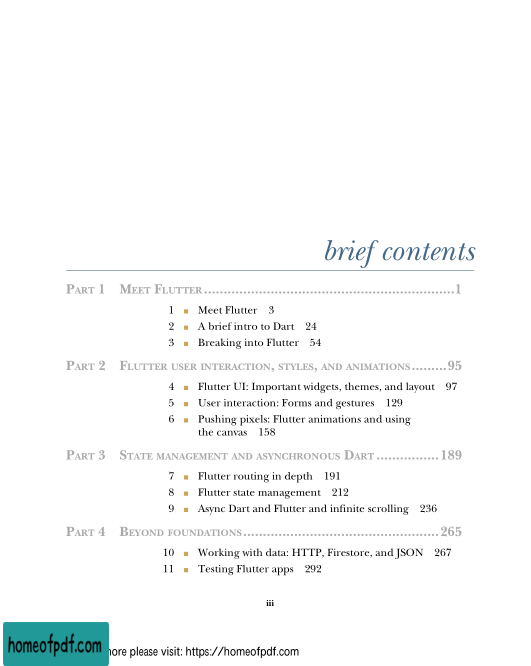 brief contents
PART 1 MEET FLUTTER................................................................1
1 ■ Meet Flutter 3
2 ■ A brief intro to Dart 24
3 ■ Breaking into Flutter 54
PART 2 FLUTTER USER INTERACTION, STYLES, AND ANIMATIONS.........95
4 ■ Flutter UI: Important widgets, themes, and layout 97
5 ■ User interaction: Forms and gestures 129
6 ■ Pushing pixels: Flutter animations and using
the canvas 158
PART 3 STATE MANAGEMENT AND ASYNCHRONOUS DART................189
7 ■ Flutter routing in depth 191
8 ■ Flutter state management 212
9 ■ Async Dart and Flutter and infinite scrolling 236
PART 4 BEYOND FOUNDATIONS..................................................265
10 ■ Working with data: HTTP, Firestore, and JSON 267
11 ■ Testing Flutter apps 292
iii
homeofpdf.com
please visit: https://homeofpdf.com